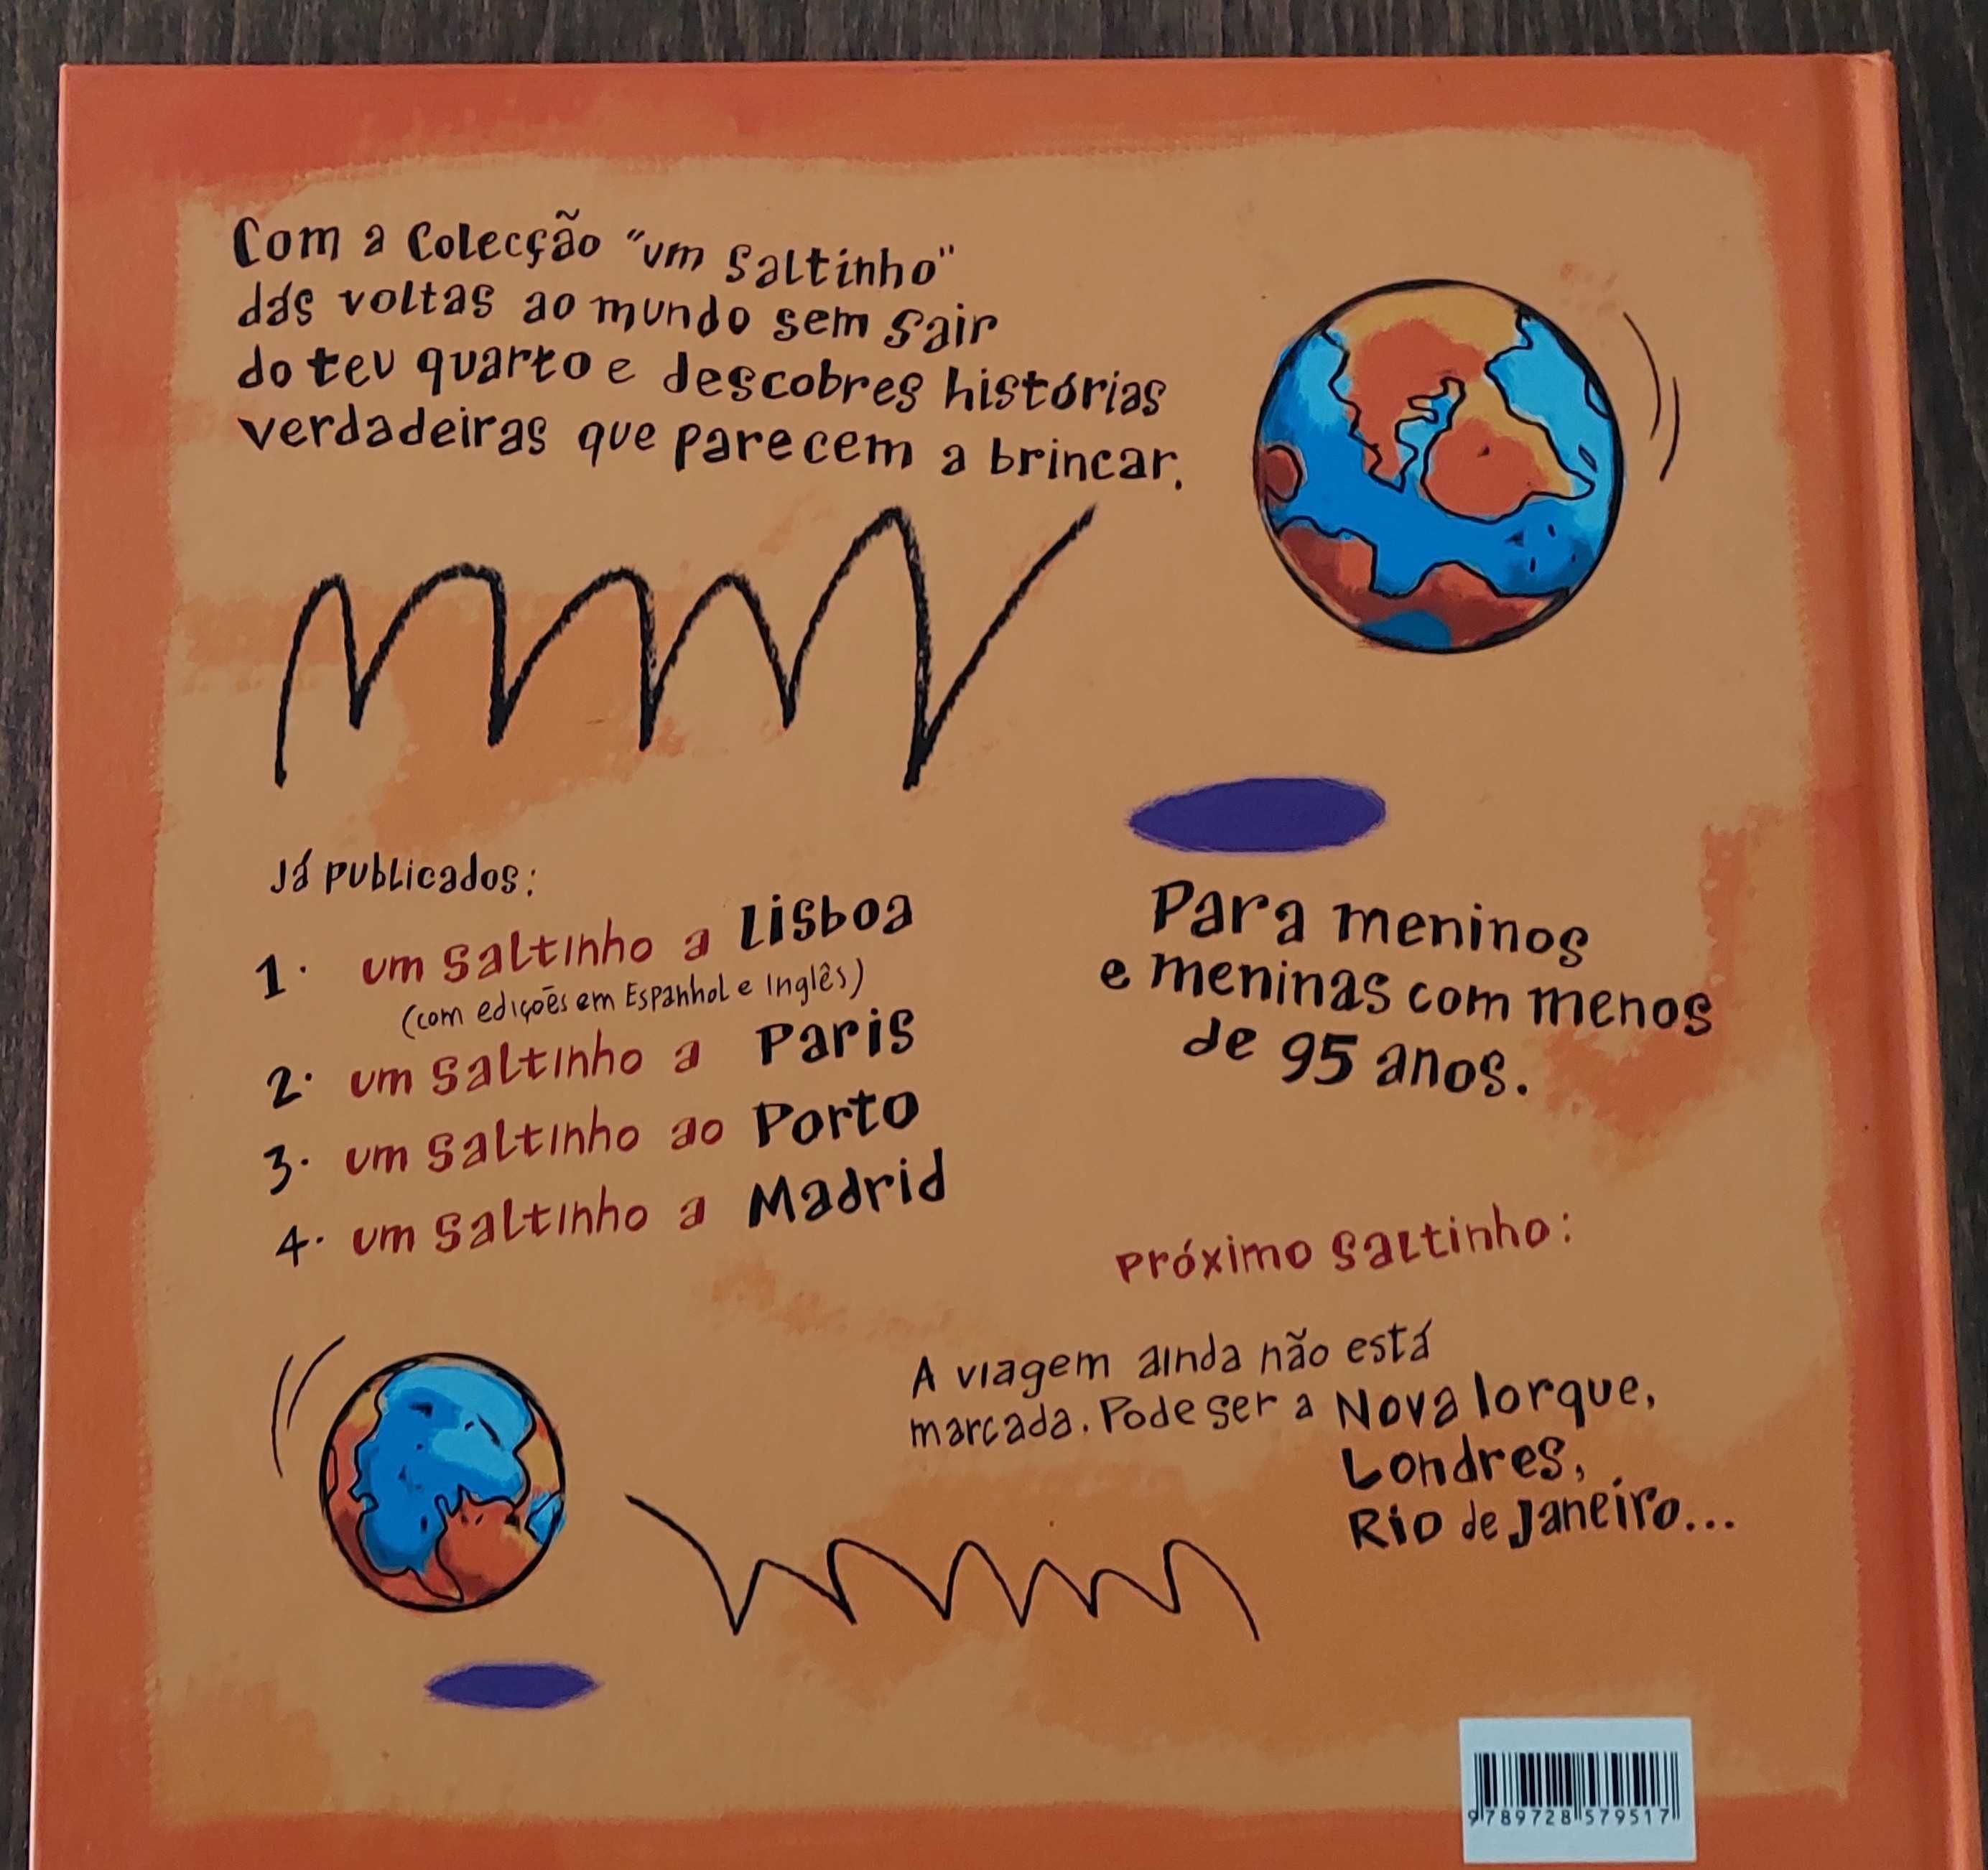 Com a Colecção "um saltinho"
dás voltas ao mundo sem sair
do teu quarto e descobres histórias
verdadeiras que parecem a brincar.
Já publicados:
1. um saltinho a Lisboa
(com edições em Espanhol e Inglês)
2. um saltinho a Paris
3. um saltinho ao Porto
4. um saltinho a Madrid
Para meninos
e meninas com menos
de 95 anos.
próximo saltinho:
A viagem ainda não está
marcada. Pode ser a Nova Iorque,
Londres,
Rio de Janeiro...
9 789728 579517